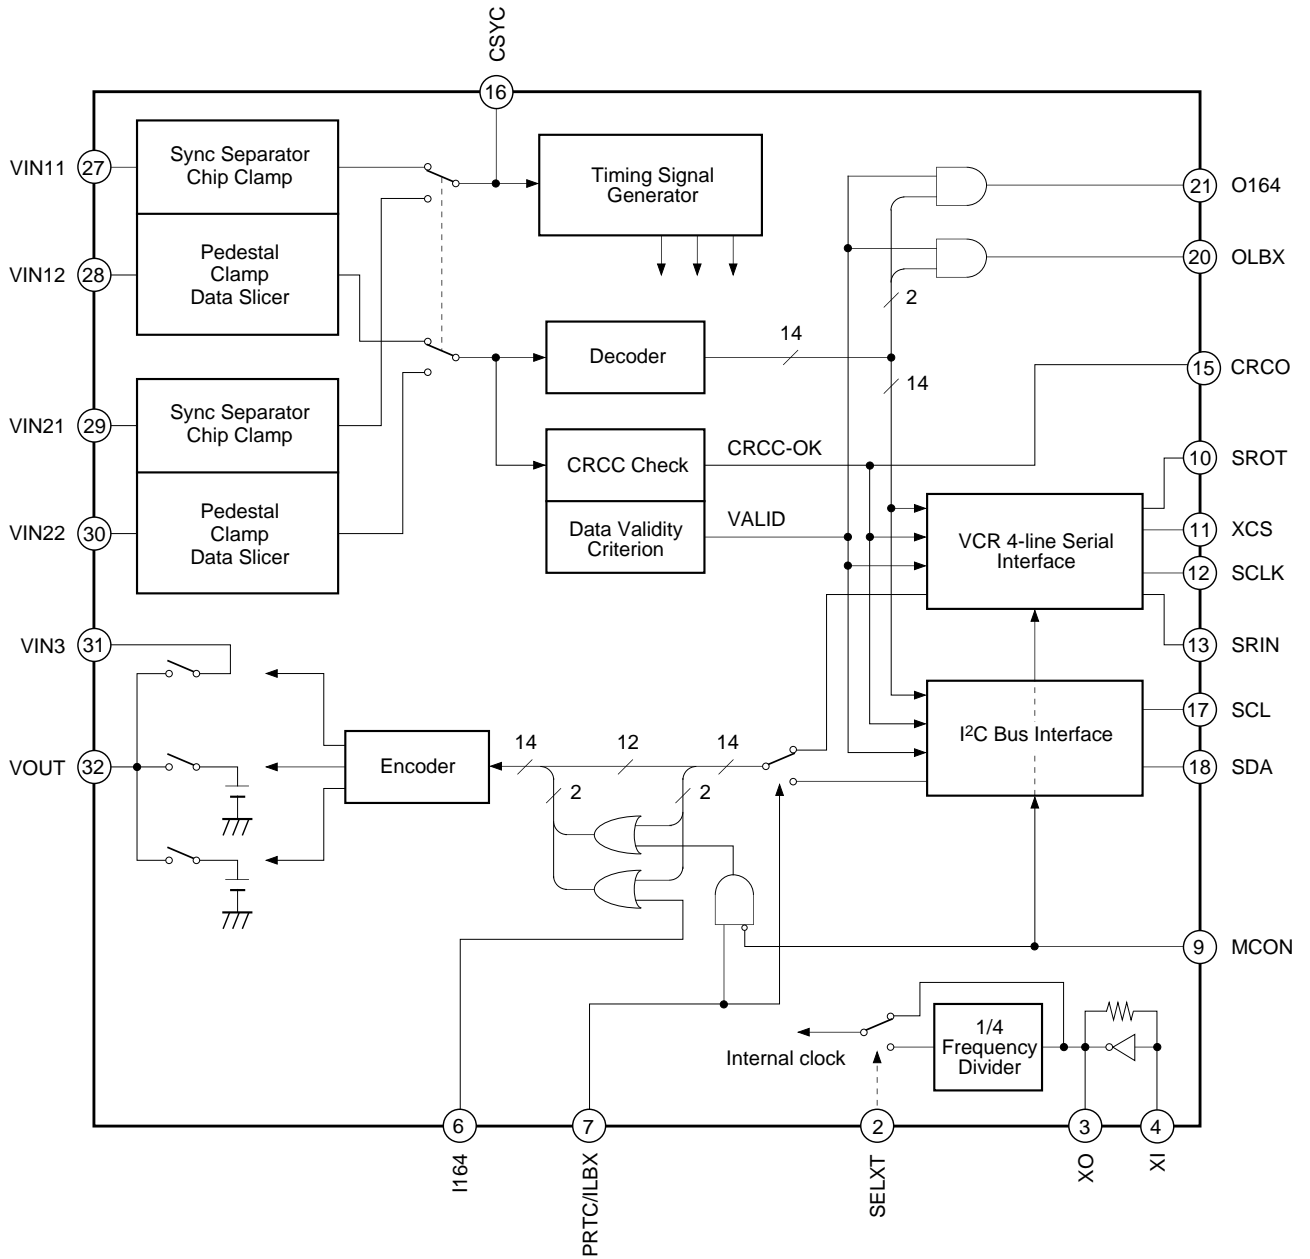 CSYC
16
VIN11
27
Sync Separator
Chip Clamp
Timing Signal
Generator
21
O164
VIN12
28
Pedestal
Clamp
Data Slicer
20
OLBX
2
14
Decoder
15
CRCO
14
VIN21
29
Sync Separator
Chip Clamp
CRCC Check
CRCC-OK
10
SROT
VIN22
30
Pedestal
Clamp
Data Slicer
Data Validity
Criterion
VALID
VCR 4-line Serial
Interface
11
XCS
12
SCLK
VIN3
31
13
SRIN
17
SCL
I2C Bus Interface
VOUT
32
Encoder
14
12
14
18
SDA
2
2
9
MCON
Internal clock
1/4
Frequency
Divider
6
7
2
3
4
I164
PRTC/ILBX
SELXT
XO
XI